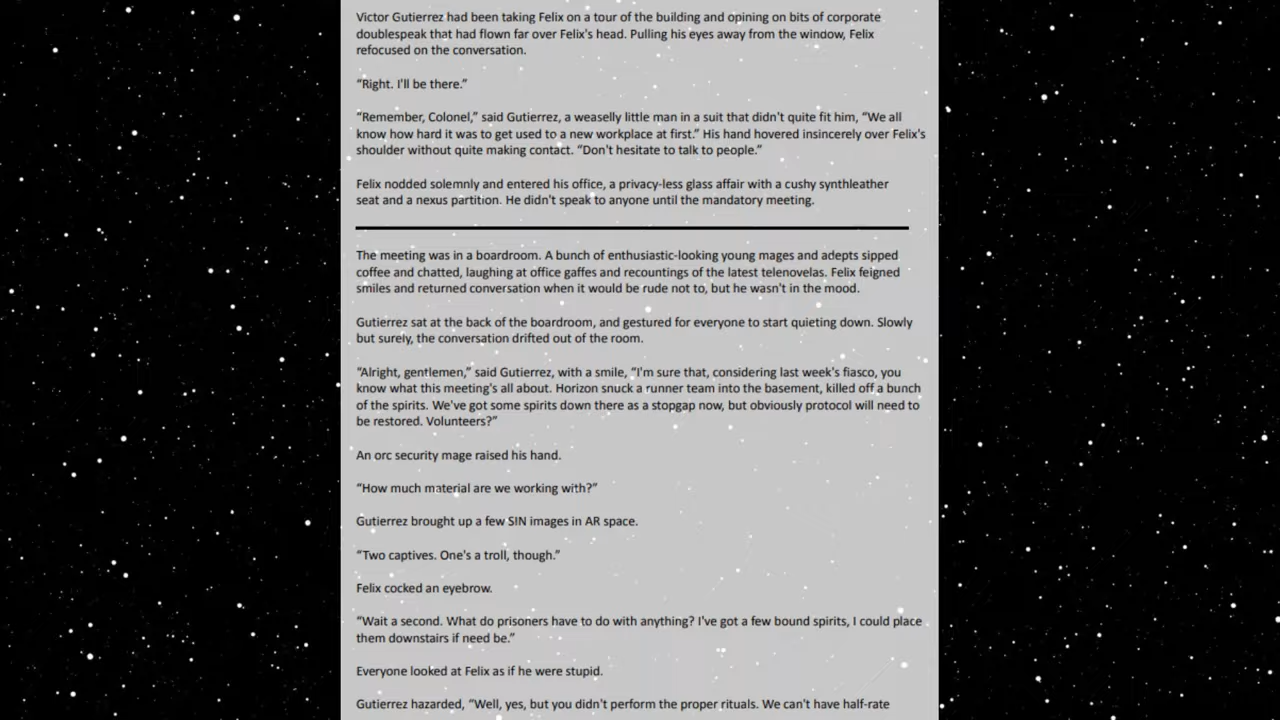 Victor Gutierrez had been taking Felix on a tour of the building and opining on bits of corporate
doublespeak that had flown far over Felix's head. Pulling his eyes away from the window, Felix
refocused on the conversation.
“Right. I'll be there.”
“Remember, Colonel,” said Gutierrez, a weaselly little man in a suit that didn't quite fit him, “We all
know how hard it was to get used to a new workplace at first.” His hand hovered insincerely over Felix's
shoulder without quite making contact. “Don't hesitate to talk to people.”
Felix nodded solemnly and entered his office, a privacy-less glass affair with a cushy synthleather
seat and a nexus partition. He didn't speak to anyone until the mandatory meeting.
The meeting was in a boardroom. A bunch of enthusiastic-looking young mages and adepts sipped
coffee and chatted, laughing at office gaffes and recountings of the latest telenovelas. Felix feigned
smiles and returned conversation when it would be rude not to, but he wasn't in the mood.
Gutierrez sat at the back of the boardroom, and gestured for everyone to start quieting down. Slowly
but surely, the conversation drifted out of the room.
“Alright, gentlemen,” said Gutierrez, with a smile, “I'm sure that, considering last week's fiasco, you
know what this meeting's all about. Horizon snuck a runner team into the basement, killed off a bunch
of the spirits. We've got some spirits down there as a stopgap now, but obviously protocol will need to
be restored. Volunteers?”
An orc security mage raised his hand.
“How much material are we working with?”
Gutierrez brought up a few SIN images in AR space.
“Two captives. One's a troll, though.”
Felix cocked an eyebrow.
“Wait a second. What do prisoners have to do with anything? I've got a few bound spirits, I could place
them downstairs if need be.”
Everyone looked at Felix as if he were stupid.
Gutierrez hazarded, “Well, yes, but you didn't perform the proper rituals. We can't have half-rate